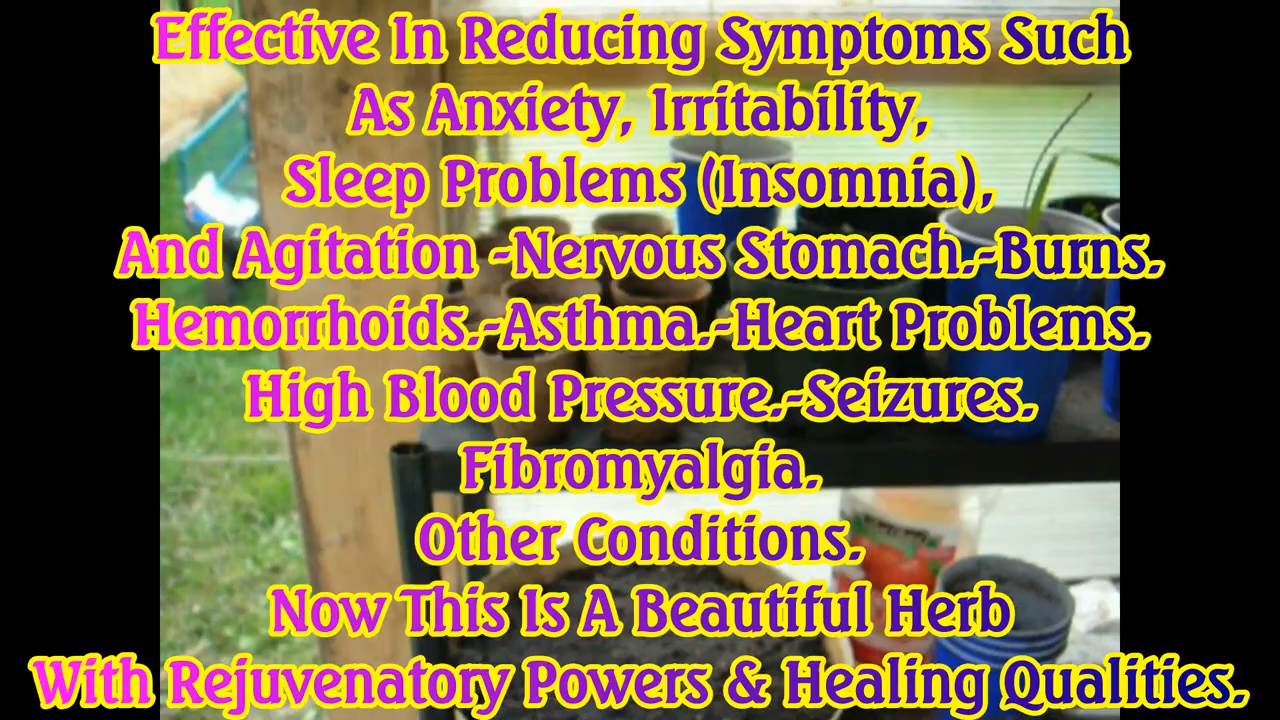 Effective In Reducing Symptoms Such
As Anxiety, Irritability,
Sleep Problems (Insomnia),
And Agitation -Nervous Stomach.-Burns.
Hemorrhoids.-Asthma.-Heart Problems.
High Blood Pressure.-Seizures.
Fibromyalgia.
Other Conditions.
Now This Is A Beautiful Herb
With Rejuvenatory Powers & Healing Qualities.